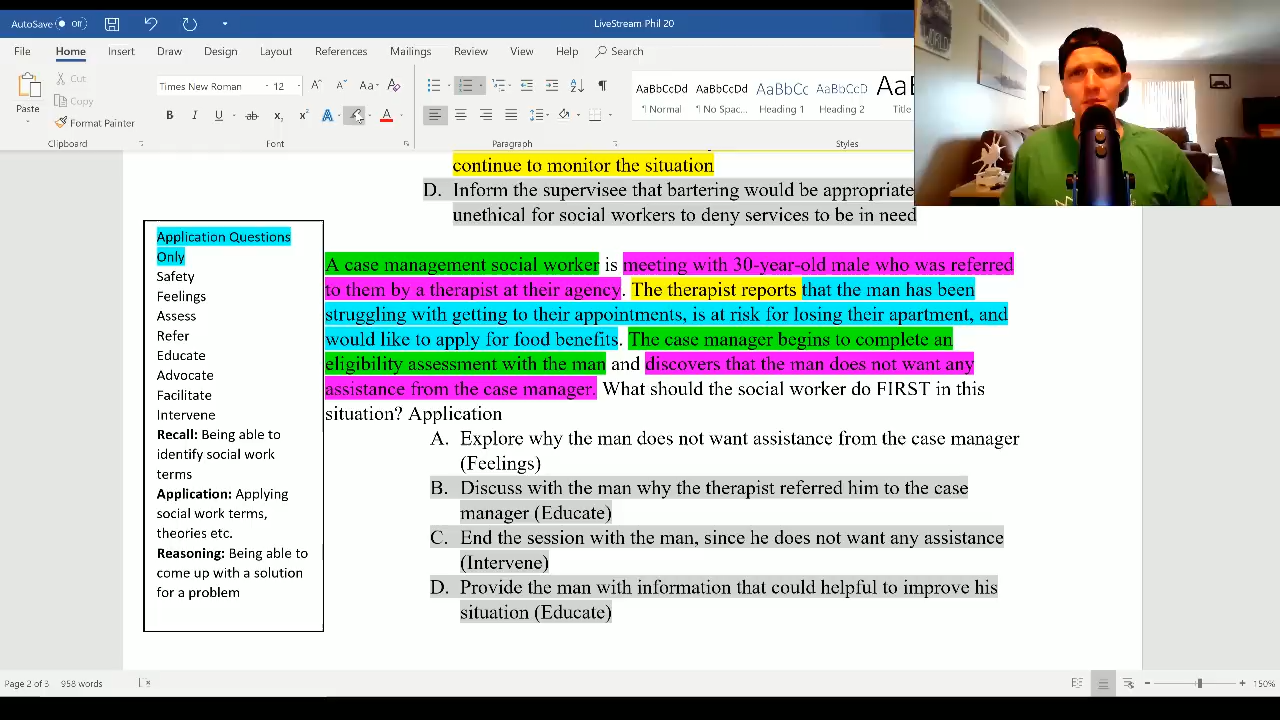 AutoSave Off LiveStream Phil 20
File Home Insert Draw Design Layout References Mailings Review View Help Search
Paste
Cut
Copy
Format Painter
Times New Roman 12
Aa
B I U ab x₂ x² A A
AaBbCcDd AaBbCcDd AaBbCc AaBbCcD
¶ Normal ¶ No Spac... Heading 1 Heading 2 Title
Clipboard Font Paragraph Styles
continue to monitor the situation
D. Inform the supervisee that bartering would be appropriate
unethical for social workers to deny services to be in need
Application Questions
Only
Safety
Feelings
Assess
Refer
Educate
Advocate
Facilitate
Intervene
Recall: Being able to
identify social work
terms
Application: Applying
social work terms,
theories etc.
Reasoning: Being able to
come up with a solution
for a problem
A case management social worker is meeting with 30-year-old male who was referred
to them by a therapist at their agency. The therapist reports that the man has been
struggling with getting to their appointments, is at risk for losing their apartment, and
would like to apply for food benefits. The case manager begins to complete an
eligibility assessment with the man and discovers that the man does not want any
assistance from the case manager. What should the social worker do FIRST in this
situation? Application
A. Explore why the man does not want assistance from the case manager
(Feelings)
B. Discuss with the man why the therapist referred him to the case
manager (Educate)
C. End the session with the man, since he does not want any assistance
(Intervene)
D. Provide the man with information that could helpful to improve his
situation (Educate)
Page 2 of 3 958 words 150%